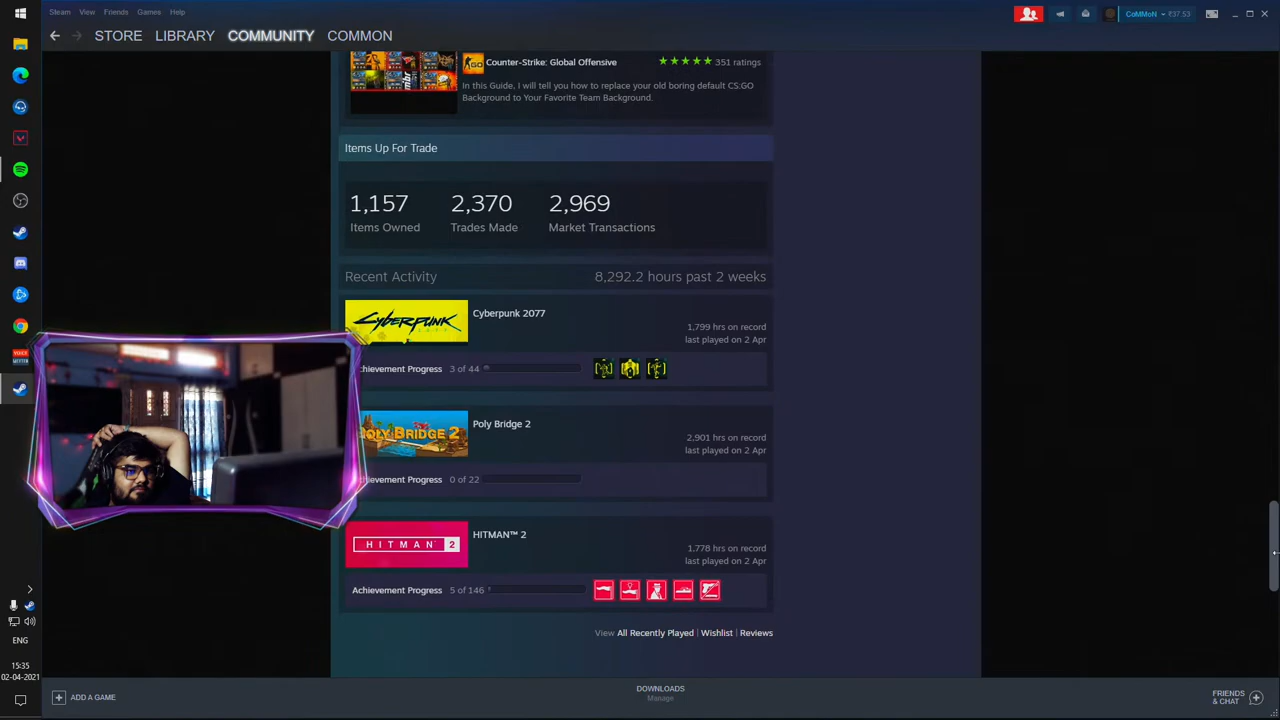 Steam View Friends Games Help
CoMMoN ₹37.53
STORE LIBRARY COMMUNITY COMMON
Counter-Strike: Global Offensive 351 ratings
In this Guide, I will tell you how to replace your old boring default CS:GO
Background to Your Favorite Team Background.
Items Up For Trade
1,157 2,370 2,969
Items Owned Trades Made Market Transactions
Recent Activity 8,292.2 hours past 2 weeks
Cyberpunk
Cyberpunk 2077
1,799 hrs on record
last played on 2 Apr
chievement Progress 3 of 44
POLY BRIDGE 2
Poly Bridge 2
2,901 hrs on record
last played on 2 Apr
chievement Progress 0 of 22
HITMAN 2
HITMAN™ 2
1,778 hrs on record
last played on 2 Apr
Achievement Progress 5 of 146
View All Recently Played | Wishlist | Reviews
ENG
15:35
02-04-2021
ADD A GAME
DOWNLOADS
Manage
FRIENDS
& CHAT